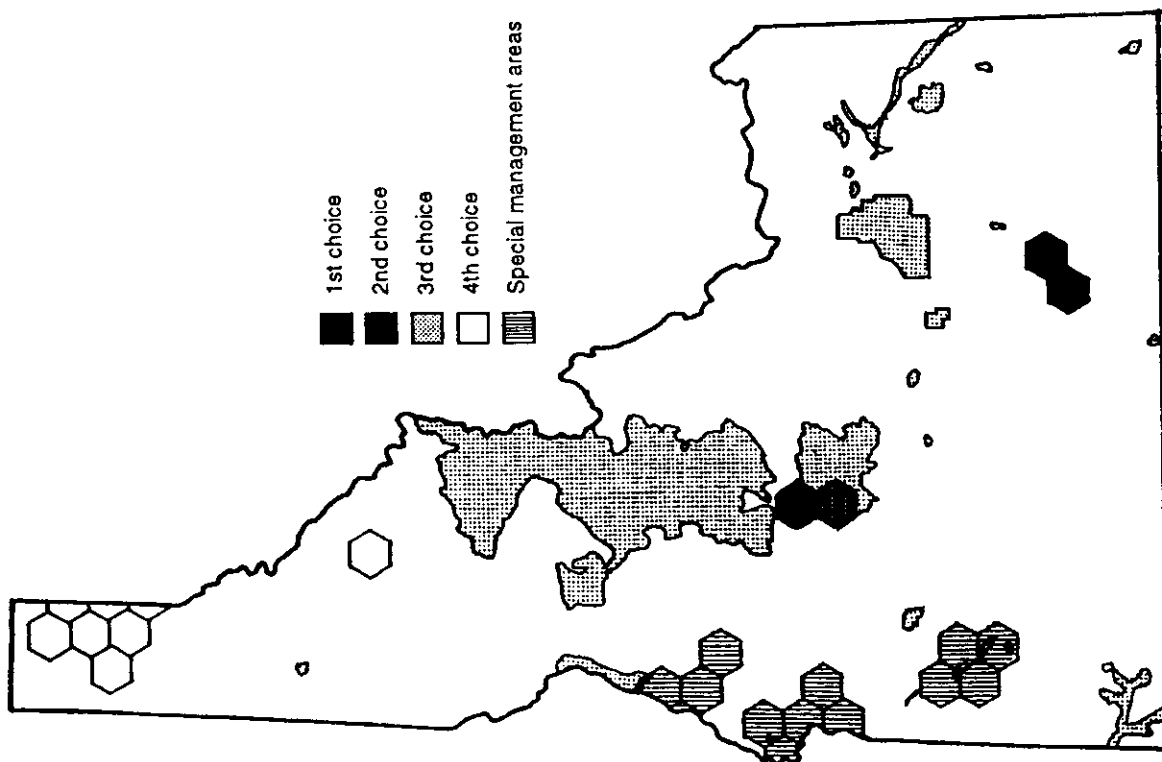 1st choice
2nd choice
3rd choice
4th choice
Special management areas